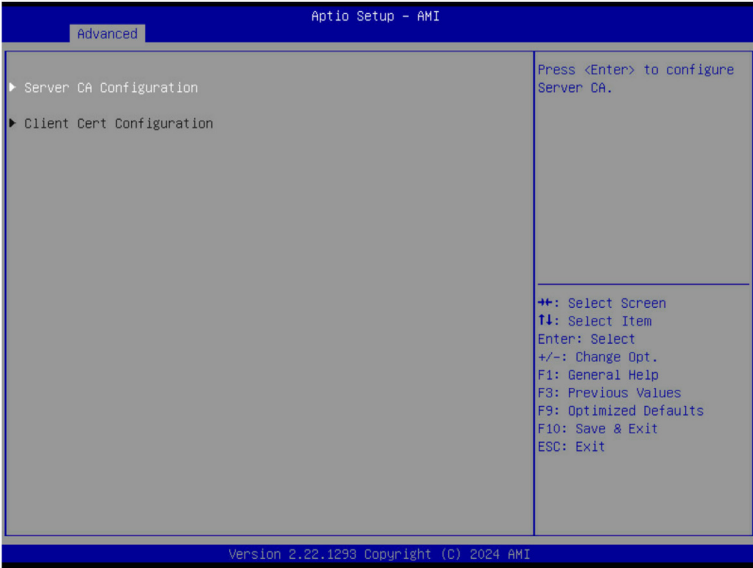 Aptio Setup – AMI
Advanced
Server CA Configuration
Client Cert Configuration
Press <Enter> to configure
Server CA.
→←: Select Screen
↑↓: Select Item
Enter: Select
+/-: Change Opt.
F1: General Help
F3: Previous Values
F9: Optimized Defaults
F10: Save & Exit
ESC: Exit
Version 2.22.1293 Copyright (C) 2024 AMI